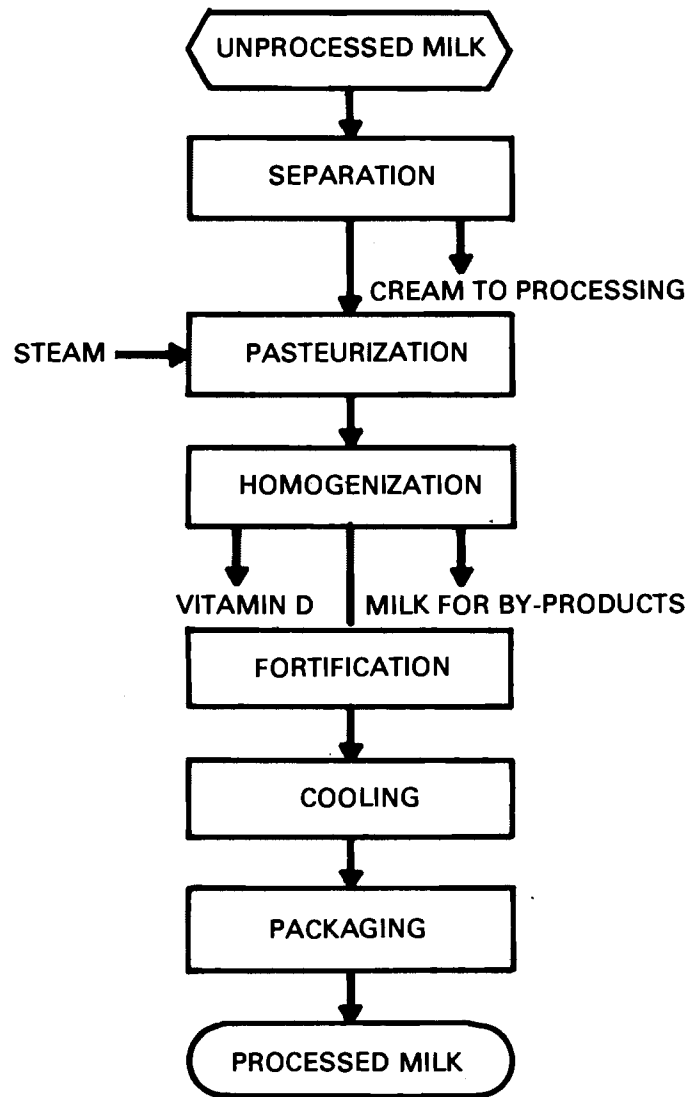 UNPROCESSED MILK
SEPARATION
CREAM TO PROCESSING
STEAM
PASTEURIZATION
HOMOGENIZATION
VITAMIN D
MILK FOR BY-PRODUCTS
FORTIFICATION
COOLING
PACKAGING
PROCESSED MILK